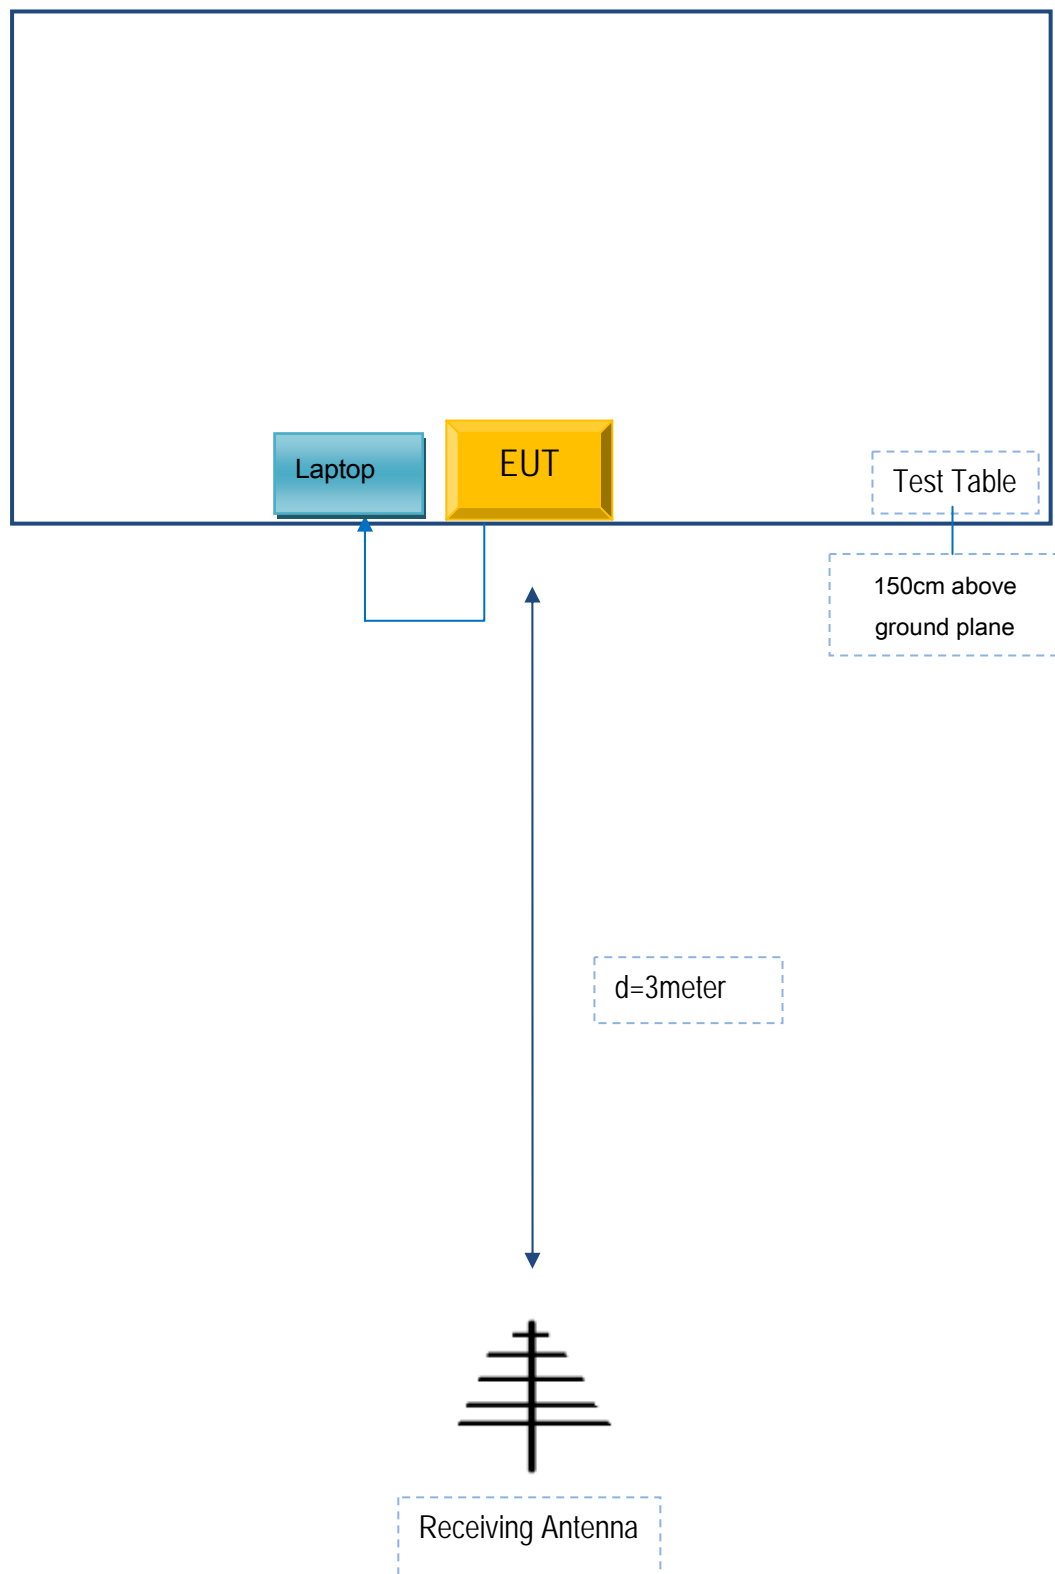 Laptop
EUT
Test Table
150cm above
ground plane
d=3meter
Receiving Antenna